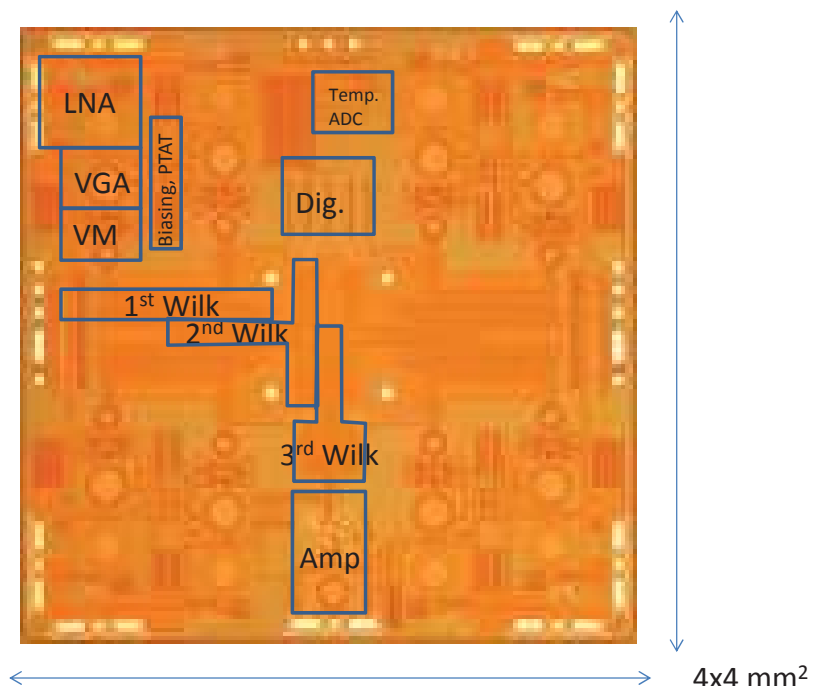 LNA
Temp.
ADC
Biasing, PTAT
VGA
Dig.
VM
1st Wilk
2nd Wilk
3rd Wilk
Amp
4x4 mm2